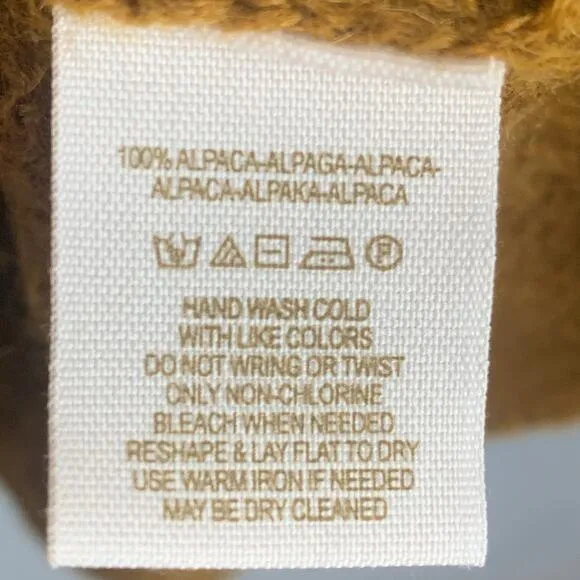 100% ALPACA-ALPAGA-ALPACA-
ALPACA-ALPAKA-ALPACA
F
HAND WASH COLD
WITH LIKE COLORS
DO NOT WRING OR TWIST
ONLY NON-CHLORINE
BLEACH WHEN NEEDED
RESHAPE & LAY FLAT TO DRY
USE WARM IRON IF NEEDED
MAY BE DRY CLEANED